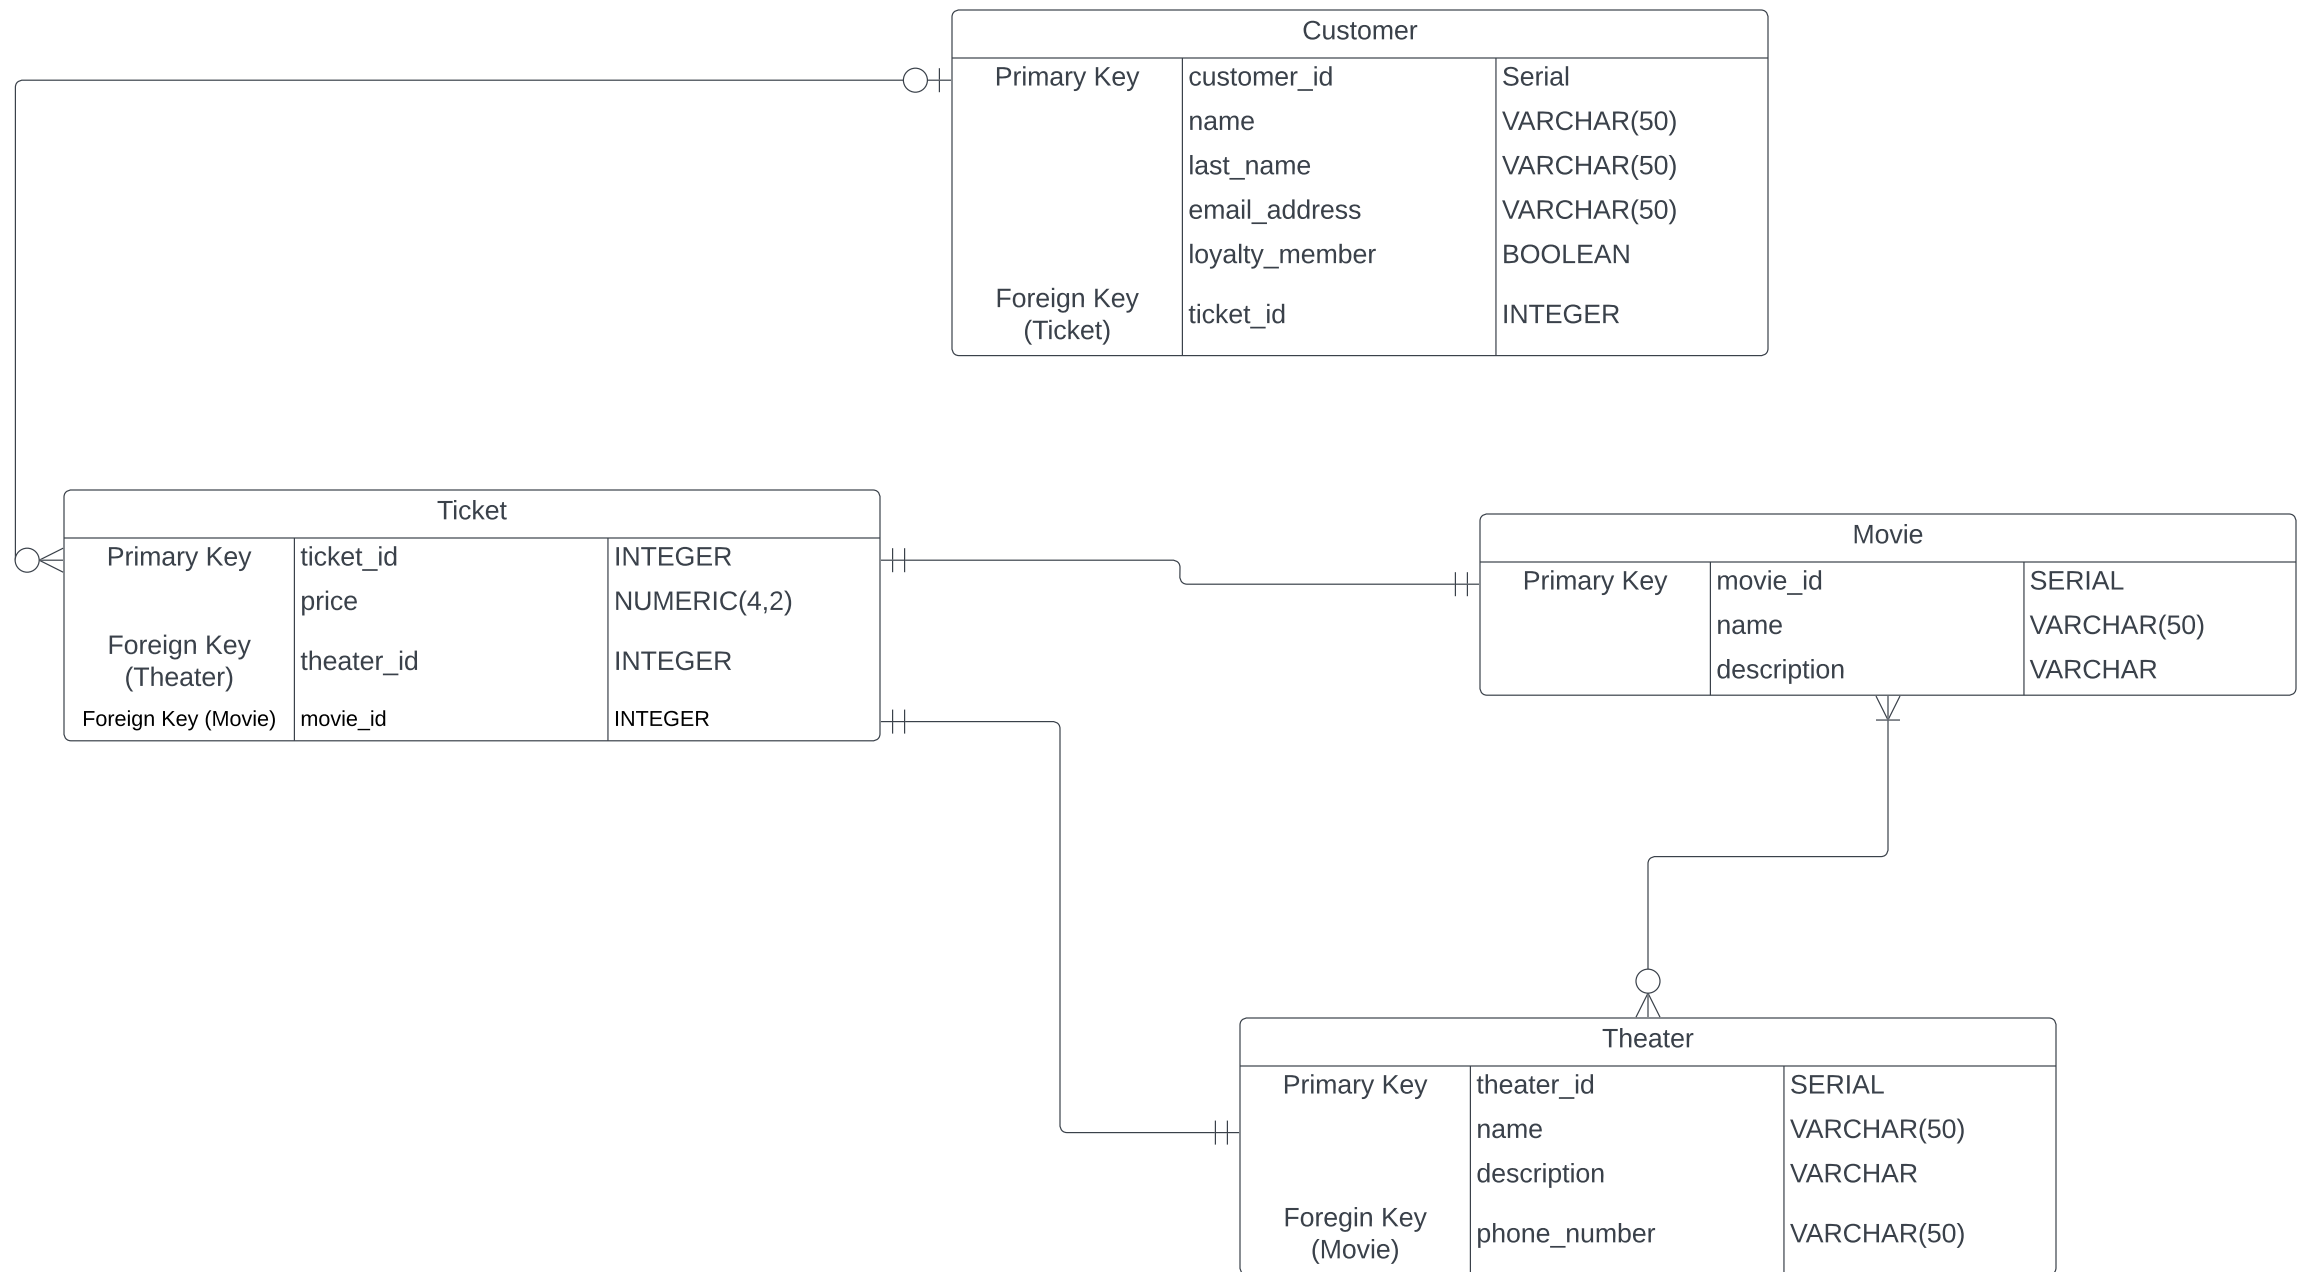 Customer
Primary Key customer_id Serial
name VARCHAR(50)
last_name VARCHAR(50)
email_address VARCHAR(50)
loyalty_member BOOLEAN
Foreign Key
(Ticket) ticket_id INTEGER
Ticket
Primary Key ticket_id INTEGER
price NUMERIC(4,2)
Foreign Key
(Theater) theater_id INTEGER
Foreign Key (Movie) movie_id INTEGER
Movie
Primary Key movie_id SERIAL
name VARCHAR(50)
description VARCHAR
Theater
Primary Key theater_id SERIAL
name VARCHAR(50)
description VARCHAR
Foregin Key
(Movie) phone_number VARCHAR(50)